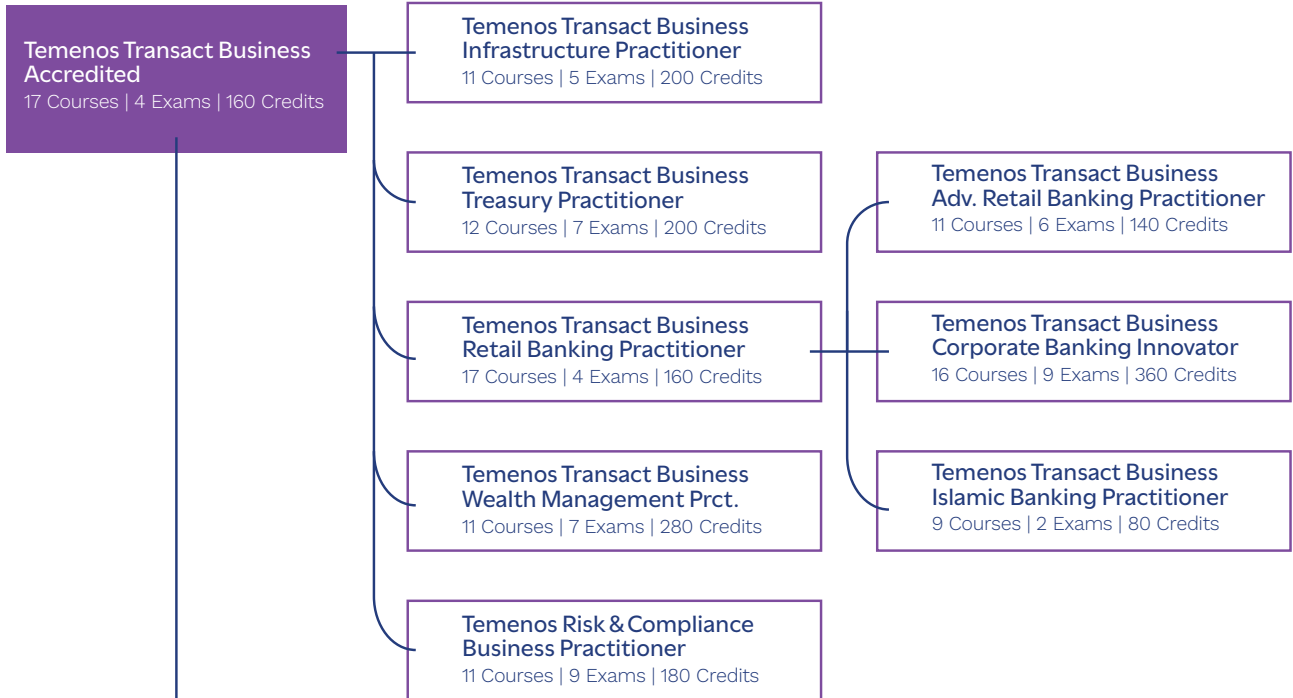 Temenos Transact Business
Accredited
17 Courses | 4 Exams | 160 Credits
Temenos Transact Business
Infrastructure Practitioner
11 Courses | 5 Exams | 200 Credits
Temenos Transact Business
Treasury Practitioner
12 Courses | 7 Exams | 200 Credits
Temenos Transact Business
Retail Banking Practitioner
17 Courses | 4 Exams | 160 Credits
Temenos Transact Business
Wealth Management Prct.
11 Courses | 7 Exams | 280 Credits
Temenos Risk & Compliance
Business Practitioner
11 Courses | 9 Exams | 180 Credits
Temenos Transact Business
Adv. Retail Banking Practitioner
11 Courses | 6 Exams | 140 Credits
Temenos Transact Business
Corporate Banking Innovator
16 Courses | 9 Exams | 360 Credits
Temenos Transact Business
Islamic Banking Practitioner
9 Courses | 2 Exams | 80 Credits